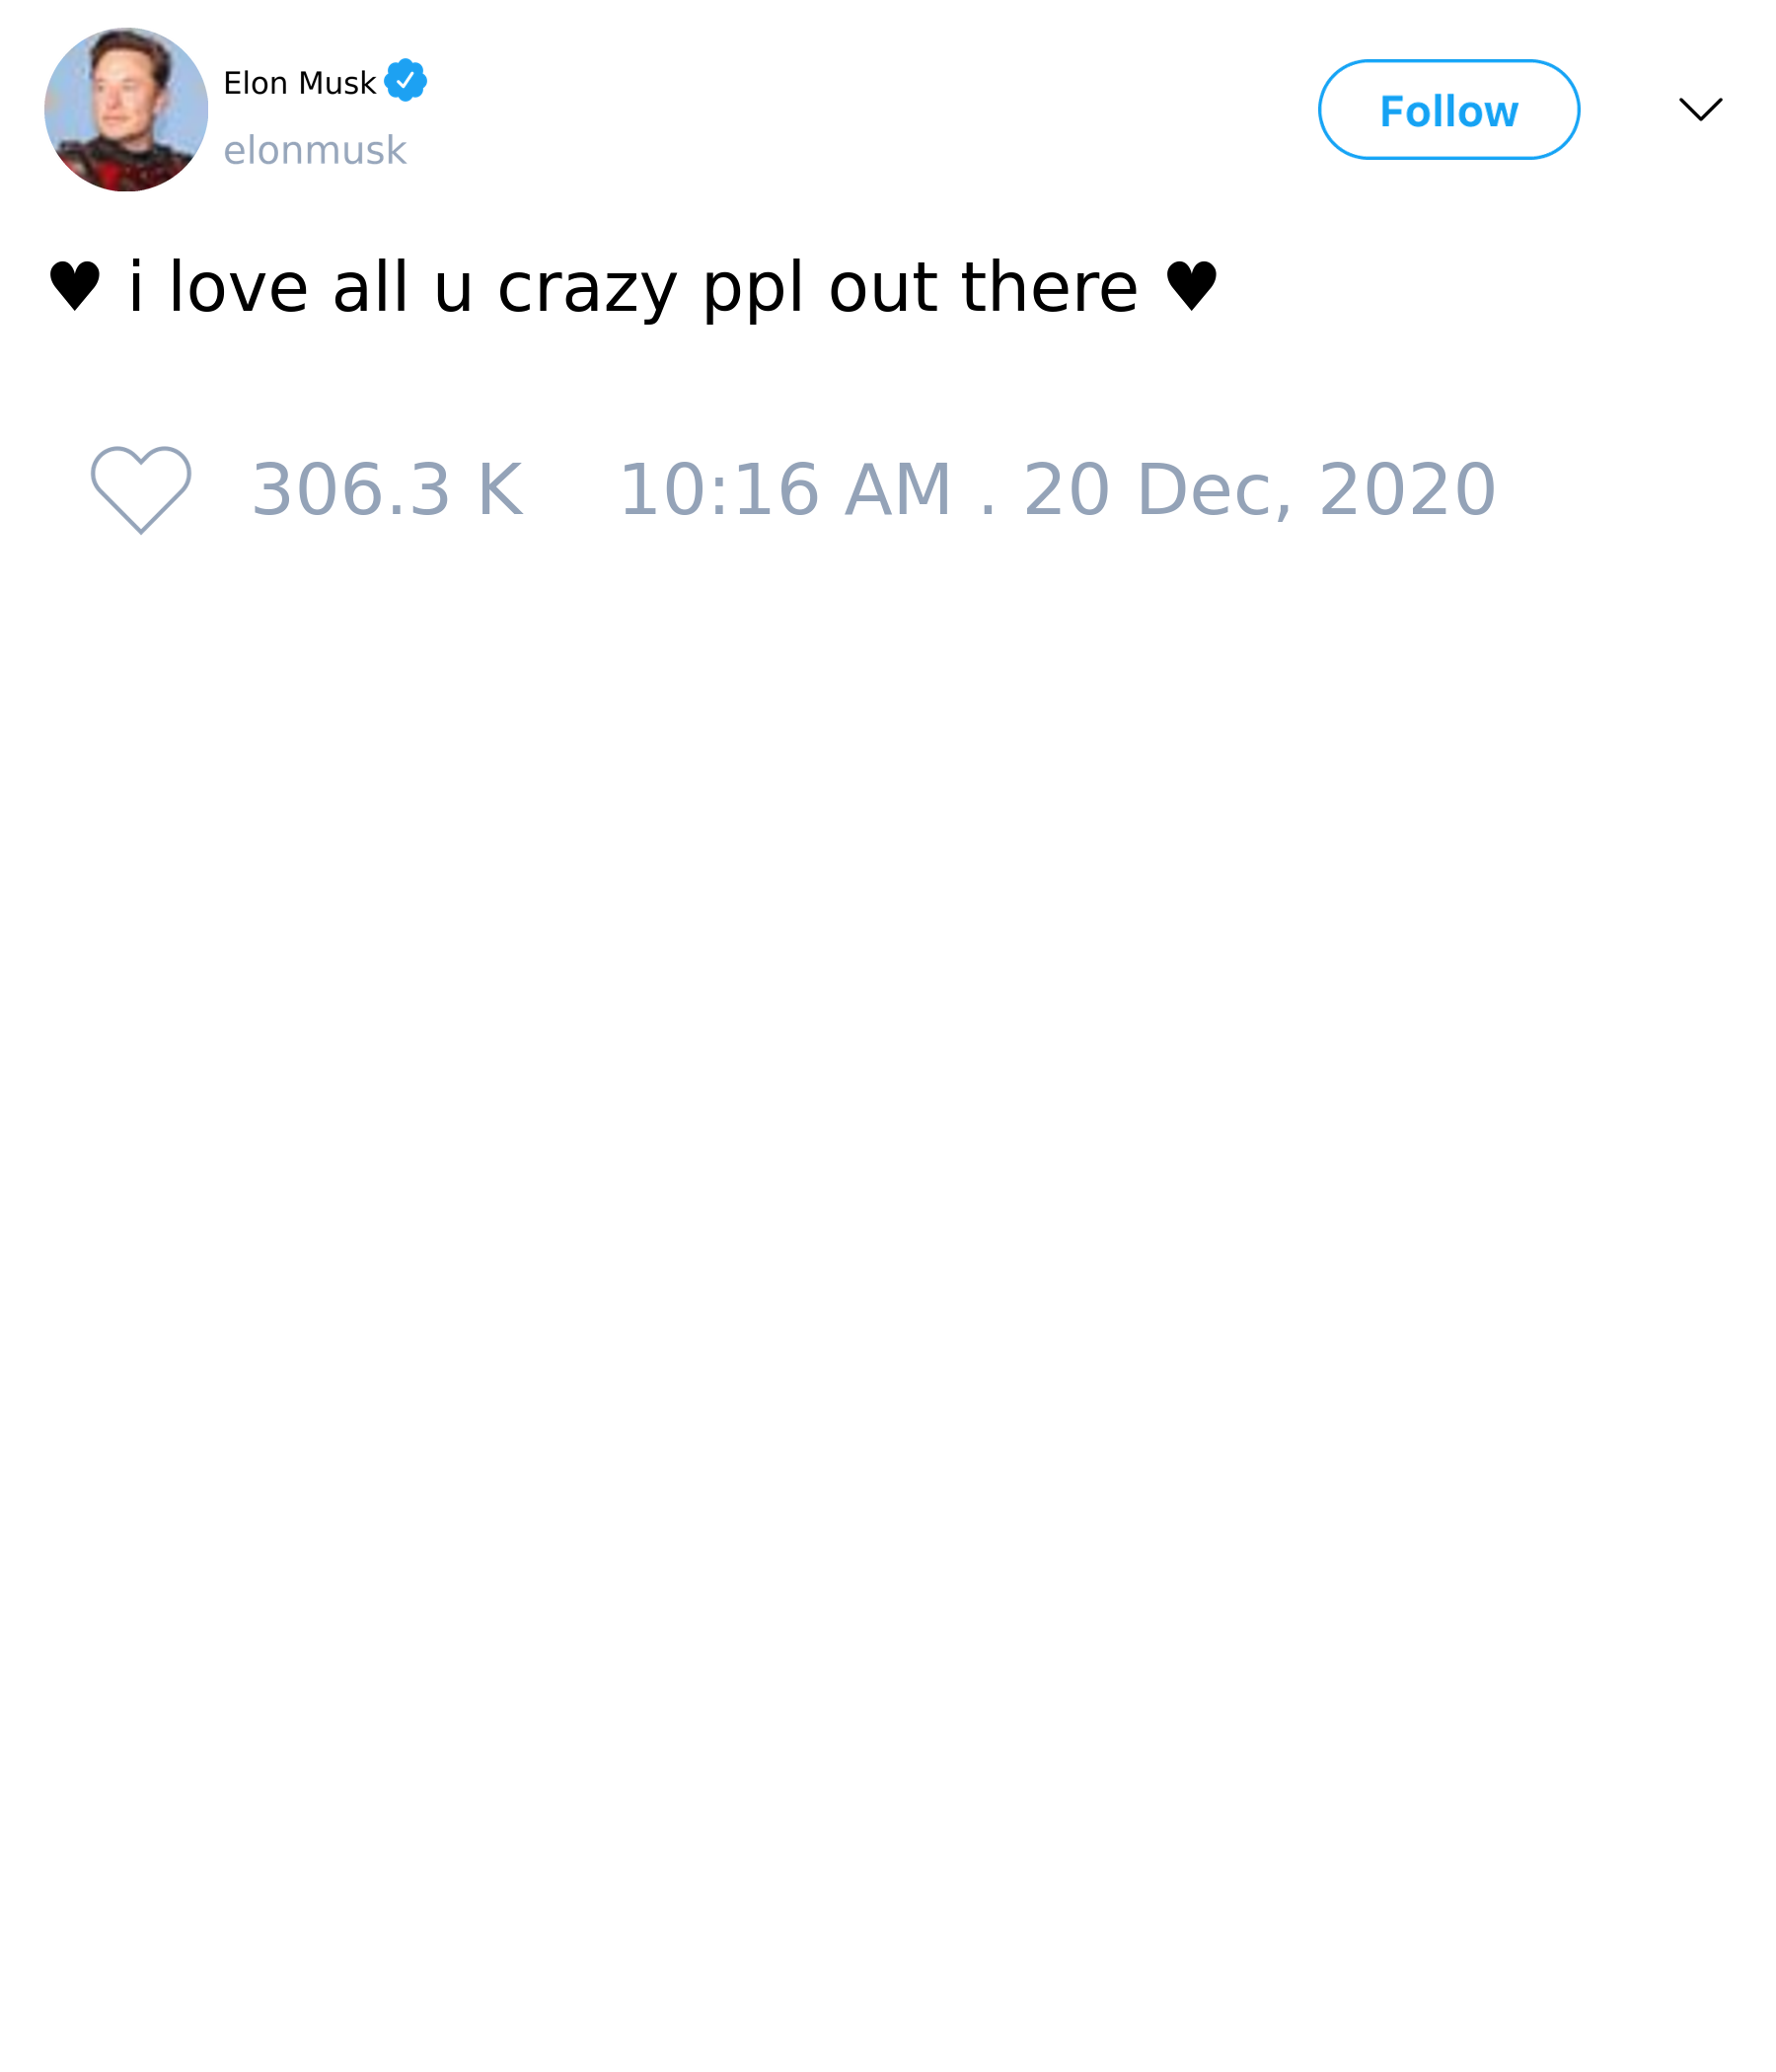 Elon Musk
elonmusk
Follow
♥ i love all u crazy ppl out there ♥
306.3 K 10:16 AM . 20 Dec, 2020